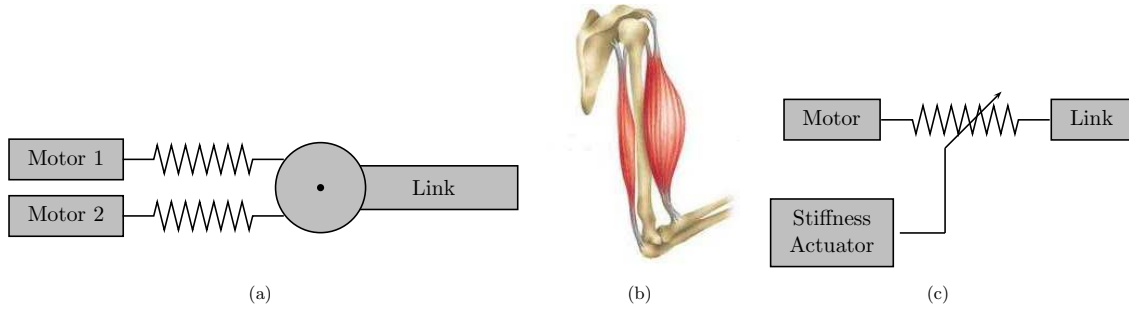 Motor 1
Motor 2
Link
(a)
(b)
Motor
Link
Stiffness
Actuator
(c)